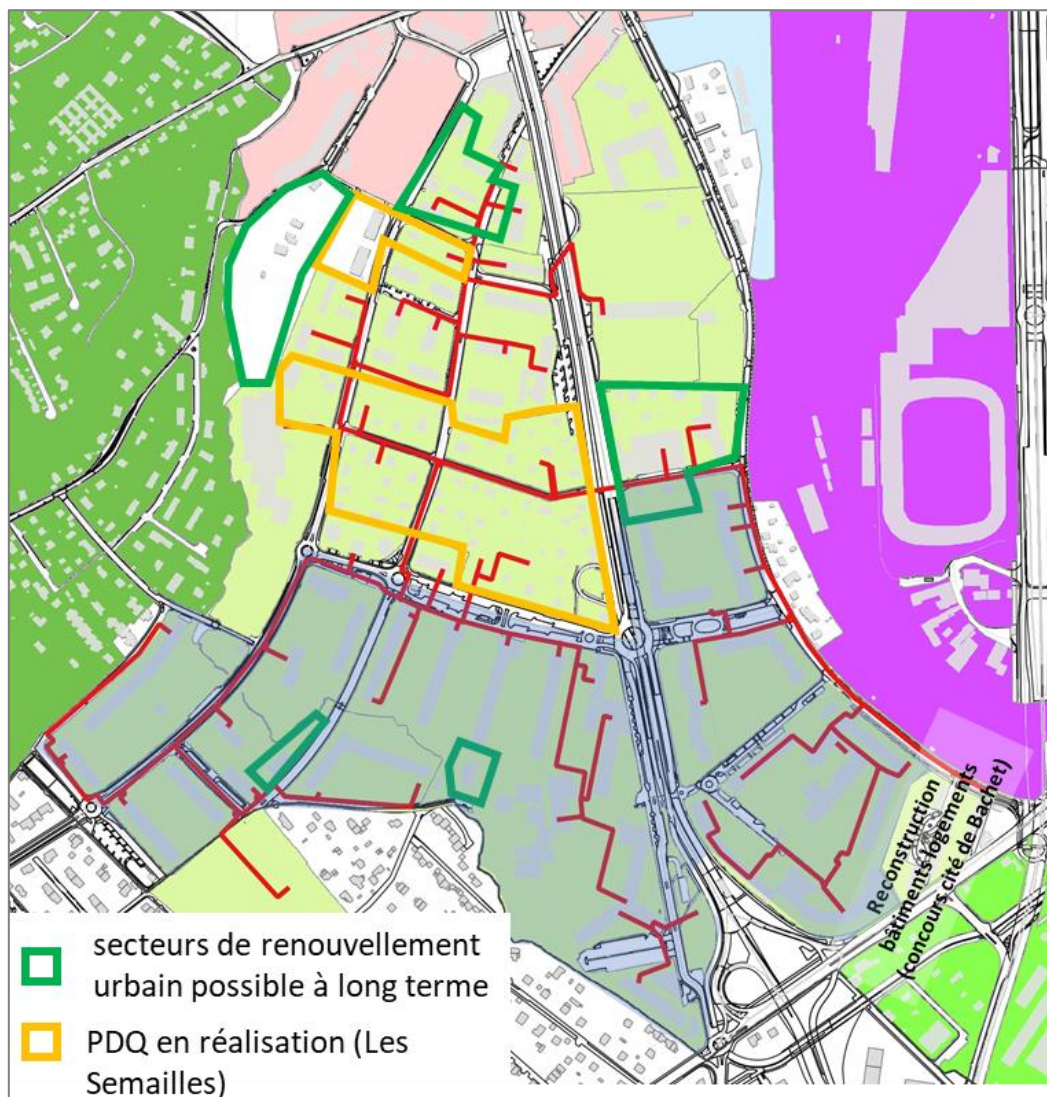 Reconstruction
bâtiments logements
(concours cité de Bachet)
secteurs de renouvellement
urbain possible à long terme
PDQ en réalisation (Les
Semailles)